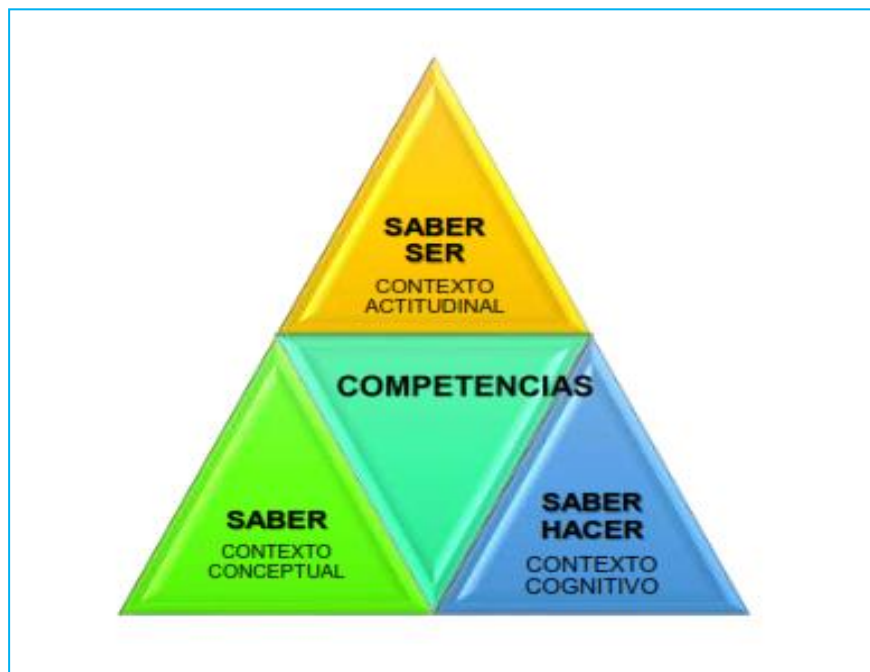 SABER
SER
CONTEXTO
ACTITUDINAL
COMPETENCIAS
SABER
CONTEXTO
CONCEPTUAL
SABER
HACER
CONTEXTO
COGNITIVO